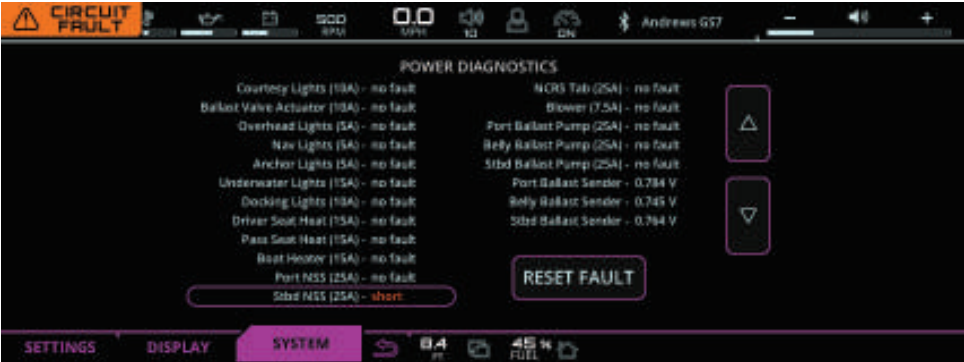 CIRCUIT
FAULT
500
RPM
0.0
MPH
10
ON
Andrews GS7
-
+
POWER DIAGNOSTICS
Courtesy Lights (10A) - no fault
Ballast Valve Actuator (10A) - no fault
Overhead Lights (5A) - no fault
Nav Lights (5A) - no fault
Anchor Lights (5A) - no fault
Underwater Lights (15A) - no fault
Docking Lights (10A) - no fault
Driver Seat Heat (15A) - no fault
Pass Seat Heat (15A) - no fault
Boat Heater (15A) - no fault
Port NSS (25A) - no fault
Stbd NSS (25A) - short
NCRS Tab (25A) - no fault
Blower (7.5A) - no fault
Port Ballast Pump (25A) - no fault
Belly Ballast Pump (25A) - no fault
Stbd Ballast Pump (25A) - no fault
Port Ballast Sender - 0.784 V
Belly Ballast Sender - 0.745 V
Stbd Ballast Sender - 0.764 V
RESET FAULT
SETTINGS
DISPLAY
SYSTEM
8.4
FT
45 %
FUEL